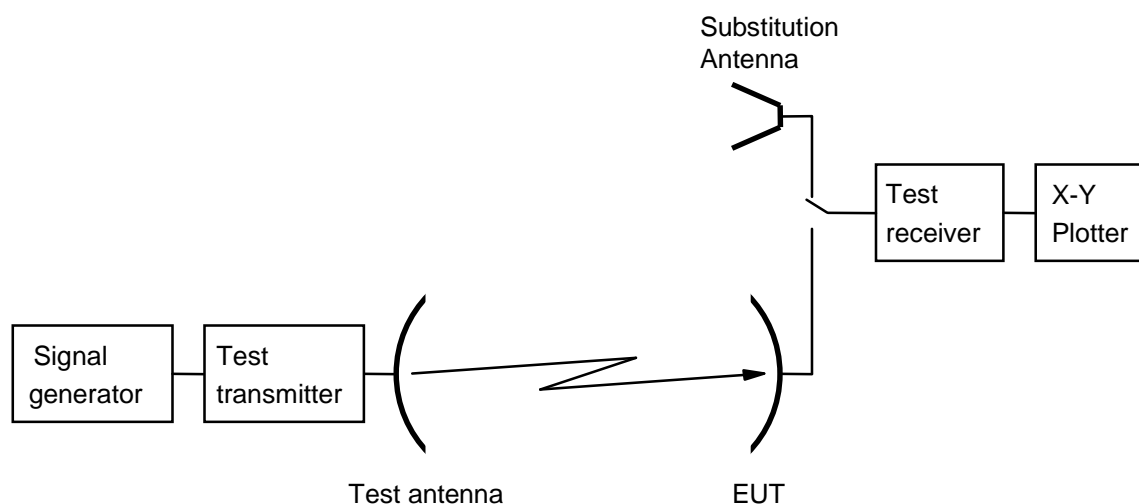 Substitution
Antenna
Test
receiver
X-Y
Plotter
Signal
generator
Test
transmitter
Test antenna
EUT